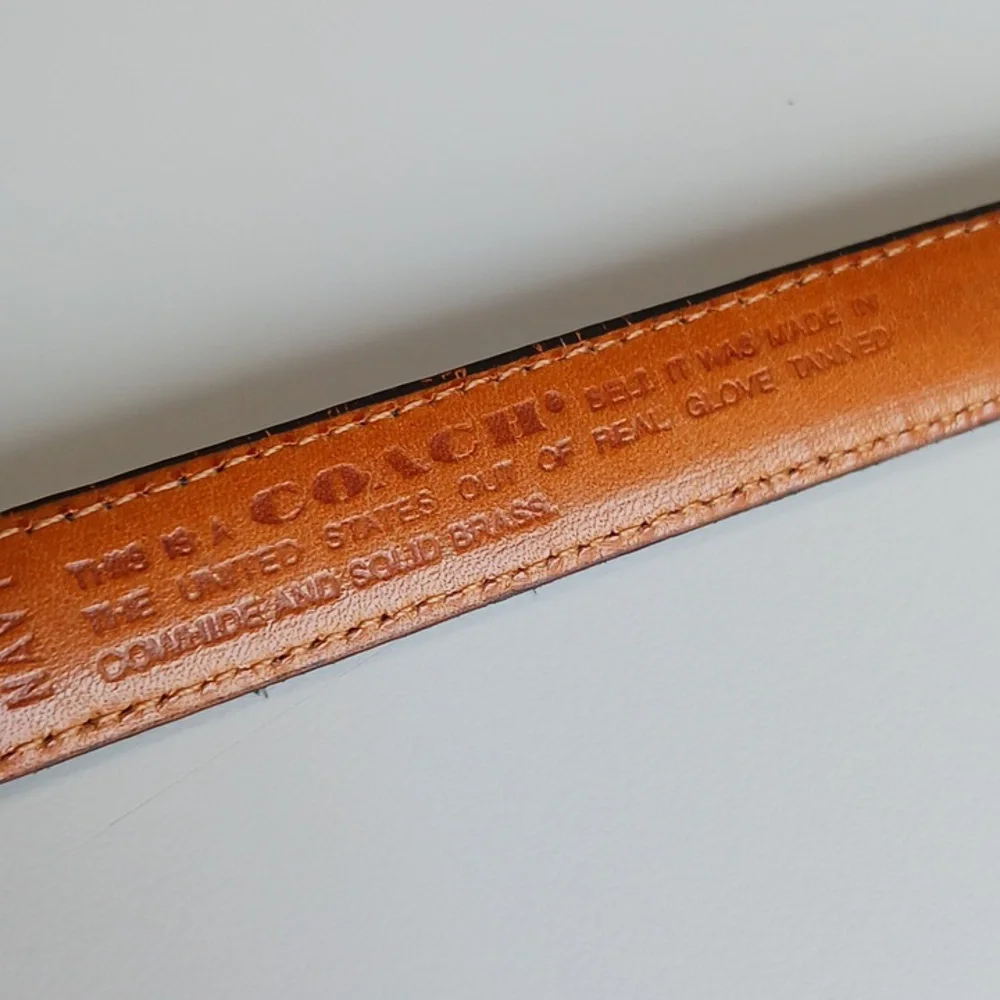 THIS IS A COACH® BELT. IT WAS MADE IN
THE UNITED STATES OUT OF REAL GLOVE TANNED
COWHIDE AND SOLID BRASS.